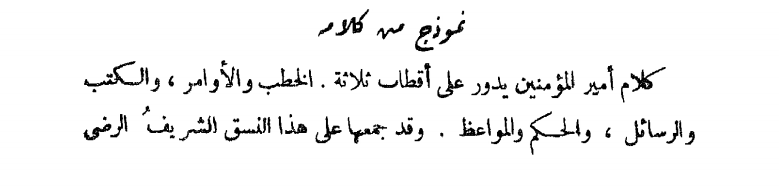 نموذج من كلامه
كلام أمير المؤمنين يدور على أقطاب ثلاثة . الخطب والأوامر ، والكتب
والرسائل ، والحكم والمواعظ . وقد جمعها على هذا النسق الشريفُ الرضى